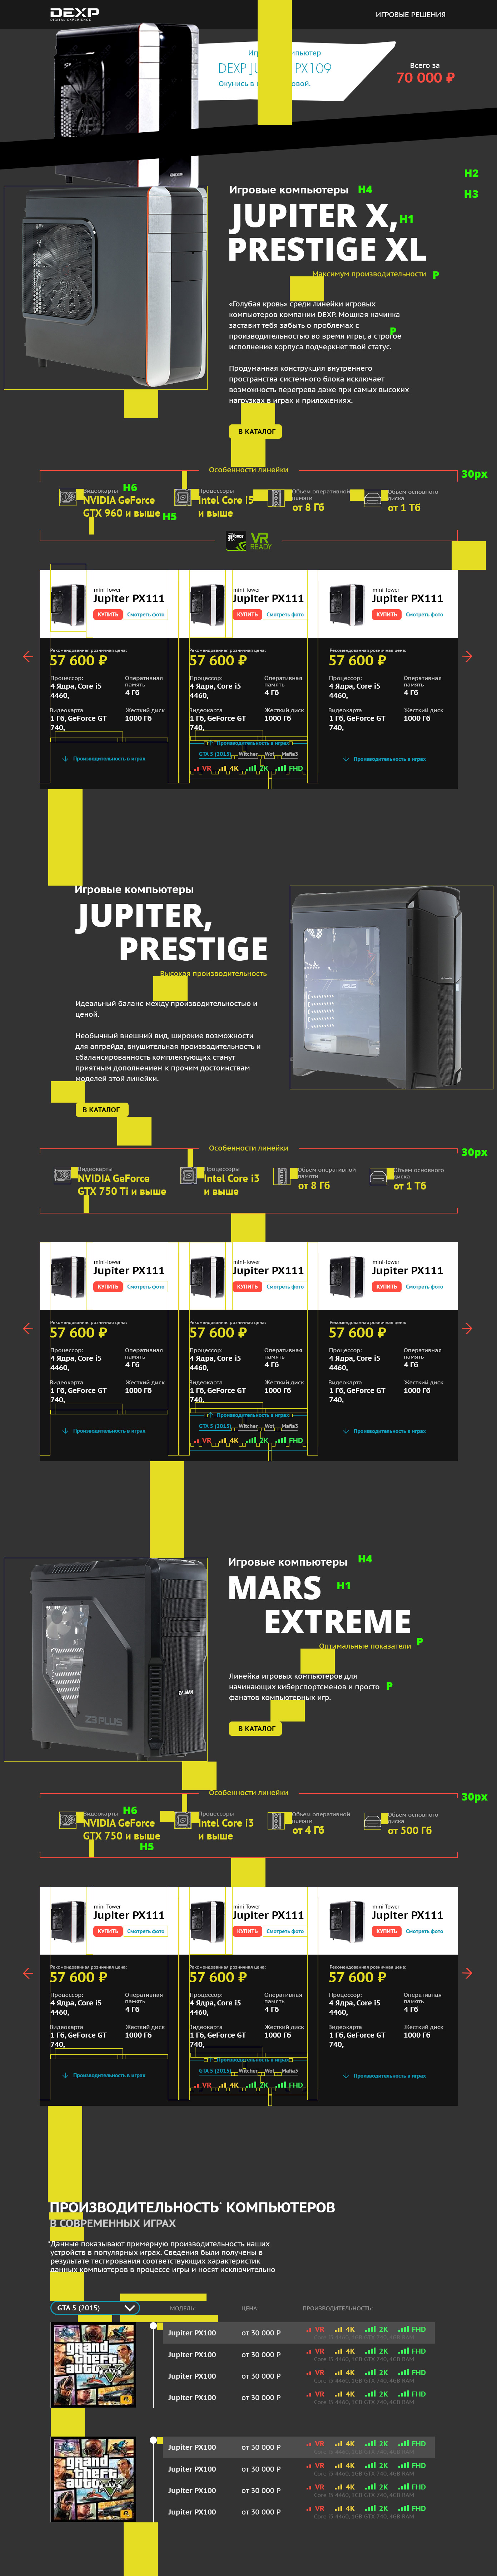 DEXP
DIGITAL EXPERIENCE
ИГРОВЫЕ РЕШЕНИЯ
DEXP PX109
Окунись в
Всего за
70 000 ₽
H2
H3
Игровые компьютеры H4
JUPITER X, H1
PRESTIGE XL
Максимум производительности P
«Голубая кровь» среди линейки игровых
компьютеров компании DEXP. Мощная начинка
заставит тебя забыть о проблемах с
производительностью во время игры, а строгое
исполнение корпуса подчеркнет твой статус.
P
Продуманная конструкция внутреннего
пространства системного блока исключает
возможность перегрева даже при самых высоких
нагрузках в играх и приложениях.
В КАТАЛОГ
Особенности линейки
30px
Видеокарты H6
NVIDIA GeForce
GTX 960 и выше H5
Процессоры
Intel Core i5
и выше
Объем оперативной
памяти
от 8 Гб
Объем основного
диска
от 1 Тб
GEFORCE
GTX
VR
READY
mini-Tower
Jupiter PX111
КУПИТЬ Смотреть фото
Рекомендованная розничная цена:
57 600 ₽
Процессор:
4 Ядра, Core i5
4460,
Оперативная
память
4 Гб
Видеокарта
1 Гб, GeForce GT
740,
Жесткий диск
1000 Гб
Производительность в играх
mini-Tower
Jupiter PX111
КУПИТЬ Смотреть фото
Рекомендованная розничная цена:
57 600 ₽
Процессор:
4 Ядра, Core i5
4460,
Оперативная
память
4 Гб
Видеокарта
1 Гб, GeForce GT
740,
Жесткий диск
1000 Гб
Производительность в играх
GTA 5 (2015) Witcher Wot Mafia3
VR 4K 2K FHD
mini-Tower
Jupiter PX111
КУПИТЬ Смотреть фото
Рекомендованная розничная цена:
57 600 ₽
Процессор:
4 Ядра, Core i5
4460,
Оперативная
память
4 Гб
Видеокарта
1 Гб, GeForce GT
740,
Жесткий диск
1000 Гб
Производительность в играх
Игровые компьютеры
JUPITER,
PRESTIGE
Высокая производительность
Идеальный баланс между производительностью и
ценой.
Необычный внешний вид, широкие возможности
для апгрейда, внушительная производительность и
сбалансированность комплектующих станут
приятным дополнением к прочим достоинствам
моделей этой линейки.
В КАТАЛОГ
Особенности линейки
30px
Видеокарты
NVIDIA GeForce
GTX 750 Ti и выше
Процессоры
Intel Core i3
и выше
Объем оперативной
памяти
от 8 Гб
Объем основного
диска
от 1 Тб
mini-Tower
Jupiter PX111
КУПИТЬ Смотреть фото
Рекомендованная розничная цена:
57 600 ₽
Процессор:
4 Ядра, Core i5
4460,
Оперативная
память
4 Гб
Видеокарта
1 Гб, GeForce GT
740,
Жесткий диск
1000 Гб
Производительность в играх
mini-Tower
Jupiter PX111
КУПИТЬ Смотреть фото
Рекомендованная розничная цена:
57 600 ₽
Процессор:
4 Ядра, Core i5
4460,
Оперативная
память
4 Гб
Видеокарта
1 Гб, GeForce GT
740,
Жесткий диск
1000 Гб
Производительность в играх
GTA 5 (2015) Witcher Wot Mafia3
VR 4K 2K FHD
mini-Tower
Jupiter PX111
КУПИТЬ Смотреть фото
Рекомендованная розничная цена:
57 600 ₽
Процессор:
4 Ядра, Core i5
4460,
Оперативная
память
4 Гб
Видеокарта
1 Гб, GeForce GT
740,
Жесткий диск
1000 Гб
Производительность в играх
Игровые компьютеры H4
MARS H1
EXTREME
Оптимальные показатели P
Линейка игровых компьютеров для
начинающих киберспортсменов и просто P
фанатов компьютерных игр.
В КАТАЛОГ
ZALMAN
Z3 PLUS
Особенности линейки
30px
Видеокарты H6
NVIDIA GeForce
GTX 750 и выше
H5
Процессоры
Intel Core i3
и выше
Объем оперативной
памяти
от 4 Гб
Объем основного
диска
от 500 Гб
mini-Tower
Jupiter PX111
КУПИТЬ Смотреть фото
Рекомендованная розничная цена:
57 600 ₽
Процессор:
4 Ядра, Core i5
4460,
Оперативная
память
4 Гб
Видеокарта
1 Гб, GeForce GT
740,
Жесткий диск
1000 Гб
Производительность в играх
mini-Tower
Jupiter PX111
КУПИТЬ Смотреть фото
Рекомендованная розничная цена:
57 600 ₽
Процессор:
4 Ядра, Core i5
4460,
Оперативная
память
4 Гб
Видеокарта
1 Гб, GeForce GT
740,
Жесткий диск
1000 Гб
Производительность в играх
GTA 5 (2015) Witcher Wot Mafia3
VR 4K 2K FHD
mini-Tower
Jupiter PX111
КУПИТЬ Смотреть фото
Рекомендованная розничная цена:
57 600 ₽
Процессор:
4 Ядра, Core i5
4460,
Оперативная
память
4 Гб
Видеокарта
1 Гб, GeForce GT
740,
Жесткий диск
1000 Гб
Производительность в играх
ПРОИЗВОДИТЕЛЬНОСТЬ* КОМПЬЮТЕРОВ
В СОВРЕМЕННЫХ ИГРАХ
*Данные показывают примерную производительность наших
устройств в популярных играх. Сведения были получены в
результате тестирования соответствующих характеристик
данных компьютеров в процессе игры и носят исключительно
GTA 5 (2015)
МОДЕЛЬ: ЦЕНА: ПРОИЗВОДИТЕЛЬНОСТЬ:
grand theft auto V
Jupiter PX100 от 30 000 Р VR 4K 2K FHD
Core i5 4460, 1GB GTX 740, 4GB RAM
Jupiter PX100 от 30 000 Р VR 4K 2K FHD
Core i5 4460, 1GB GTX 740, 4GB RAM
Jupiter PX100 от 30 000 Р VR 4K 2K FHD
Core i5 4460, 1GB GTX 740, 4GB RAM
Jupiter PX100 от 30 000 Р VR 4K 2K FHD
Core i5 4460, 1GB GTX 740, 4GB RAM
grand theft auto V
Jupiter PX100 от 30 000 Р VR 4K 2K FHD
Core i5 4460, 1GB GTX 740, 4GB RAM
Jupiter PX100 от 30 000 Р VR 4K 2K FHD
Core i5 4460, 1GB GTX 740, 4GB RAM
Jupiter PX100 от 30 000 Р VR 4K 2K FHD
Core i5 4460, 1GB GTX 740, 4GB RAM
Jupiter PX100 от 30 000 Р VR 4K 2K FHD
Core i5 4460, 1GB GTX 740, 4GB RAM